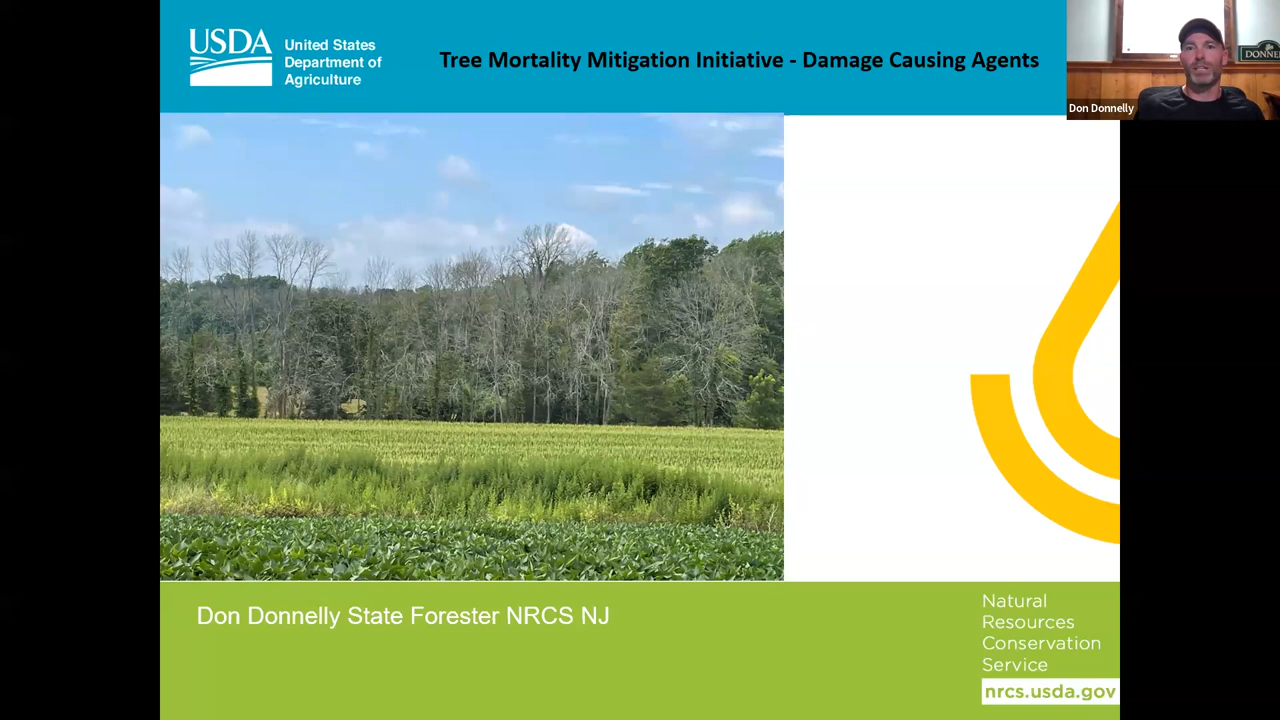 USDA
United States
Department of
Agriculture
Tree Mortality Mitigation Initiative - Damage Causing Agents
Don Donnelly
Don Donnelly State Forester NRCS NJ
Natural
Resources
Conservation
Service
nrcs.usda.gov